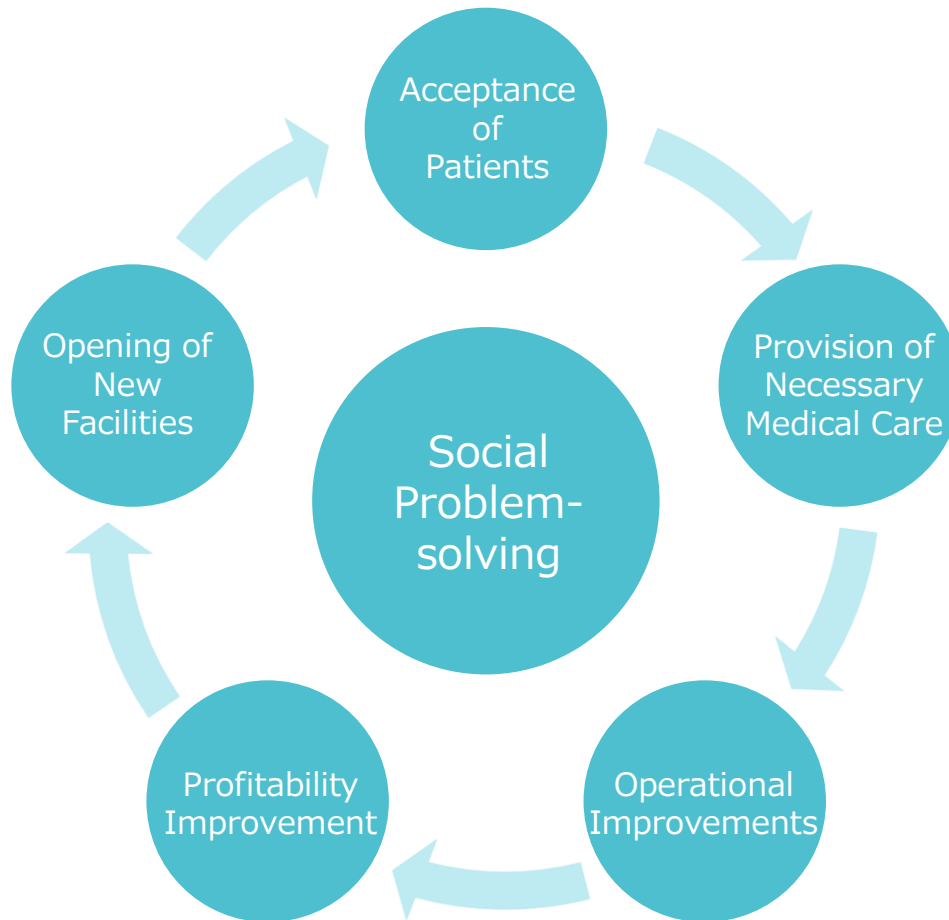 Acceptance
of
Patients
Provision of
Necessary
Medical Care
Operational
Improvements
Profitability
Improvement
Opening of
New
Facilities
Social
Problem-
solving